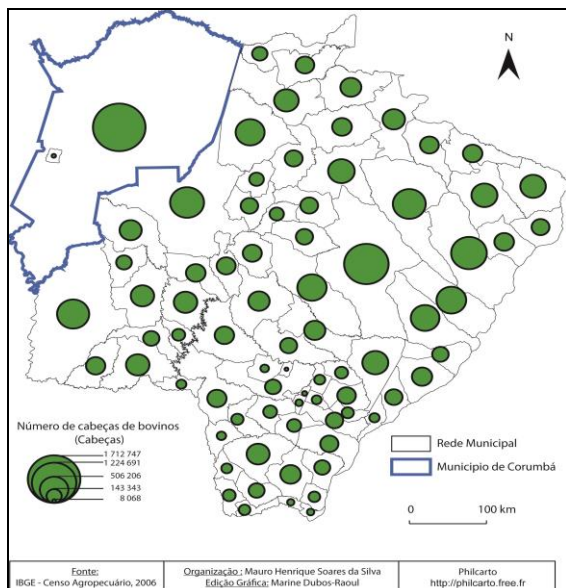 N
Número de cabeças de bovinos
(Cabeças)
1 712 747
1 224 691
506 206
143 343
8 068
Rede Municipal
Municipio de Corumbá
0 100 km
Fonte:
IBGE - Censo Agropecuário, 2006
Organização : Mauro Henrique Soares da Silva
Edição Gráfica: Marine Dubos-Raoul
Philcarto
http://philcarto.free.fr